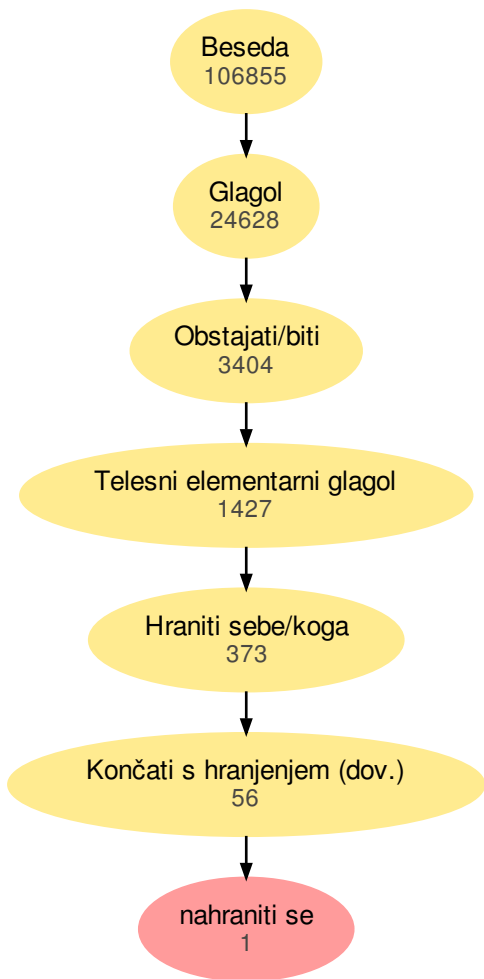 Beseda
106855
Glagol
24628
Obstajati/biti
3404
Telesni elementarni glagol
1427
Hraniti sebe/koga
373
Končati s hranjenjem (dov.)
56
nahraniti se
1